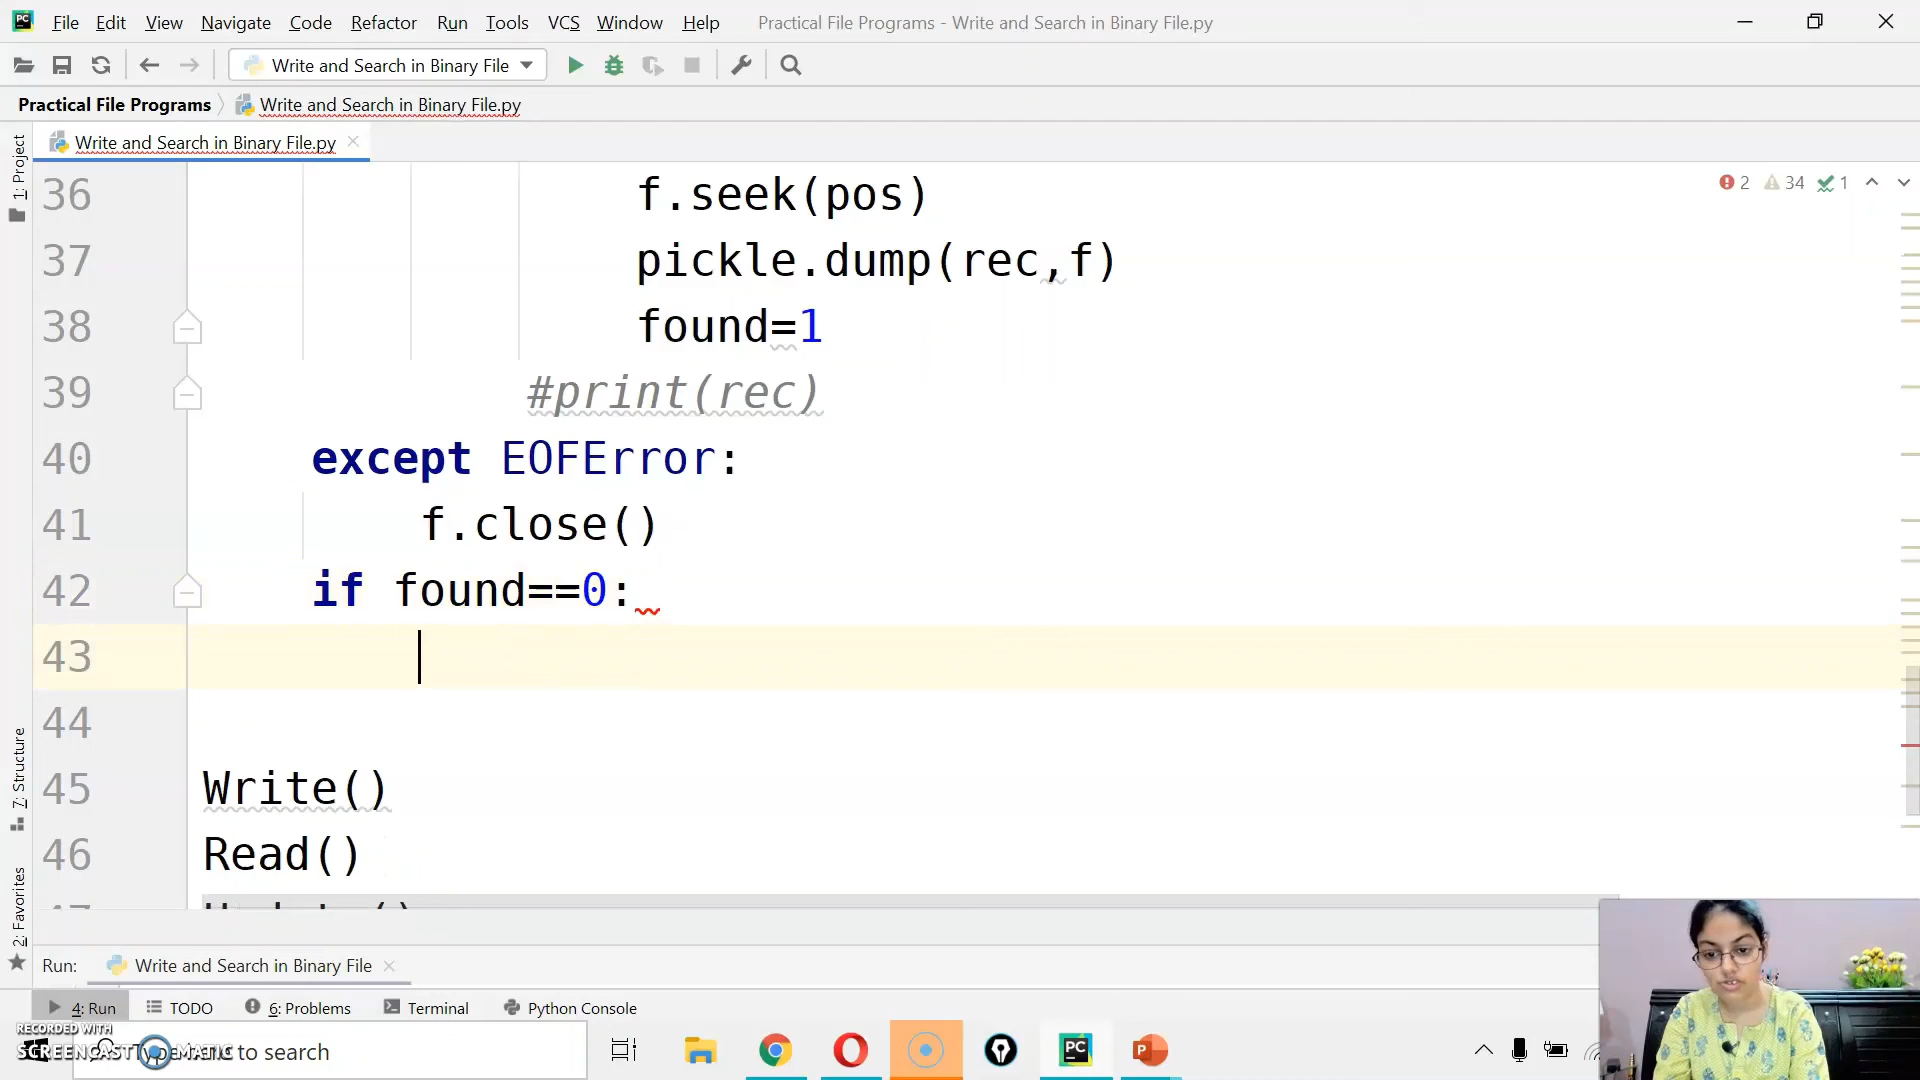 File Edit View Navigate Code Refactor Run Tools VCS Window Help Practical File Programs - Write and Search in Binary File.py
Write and Search in Binary File
Practical File Programs Write and Search in Binary File.py
Write and Search in Binary File.py
1: Project
7: Structure
2: Favorites
2 34 1
36 f.seek(pos)
37 pickle.dump(rec,f)
38 found=1
39 #print(rec)
40 except EOFError:
41 f.close()
42 if found==0:
43
44
45 Write()
46 Read()
Run: Write and Search in Binary File
4: Run TODO 6: Problems Terminal Python Console
RECORDED WITH
SCREENCAST MATIC
to search